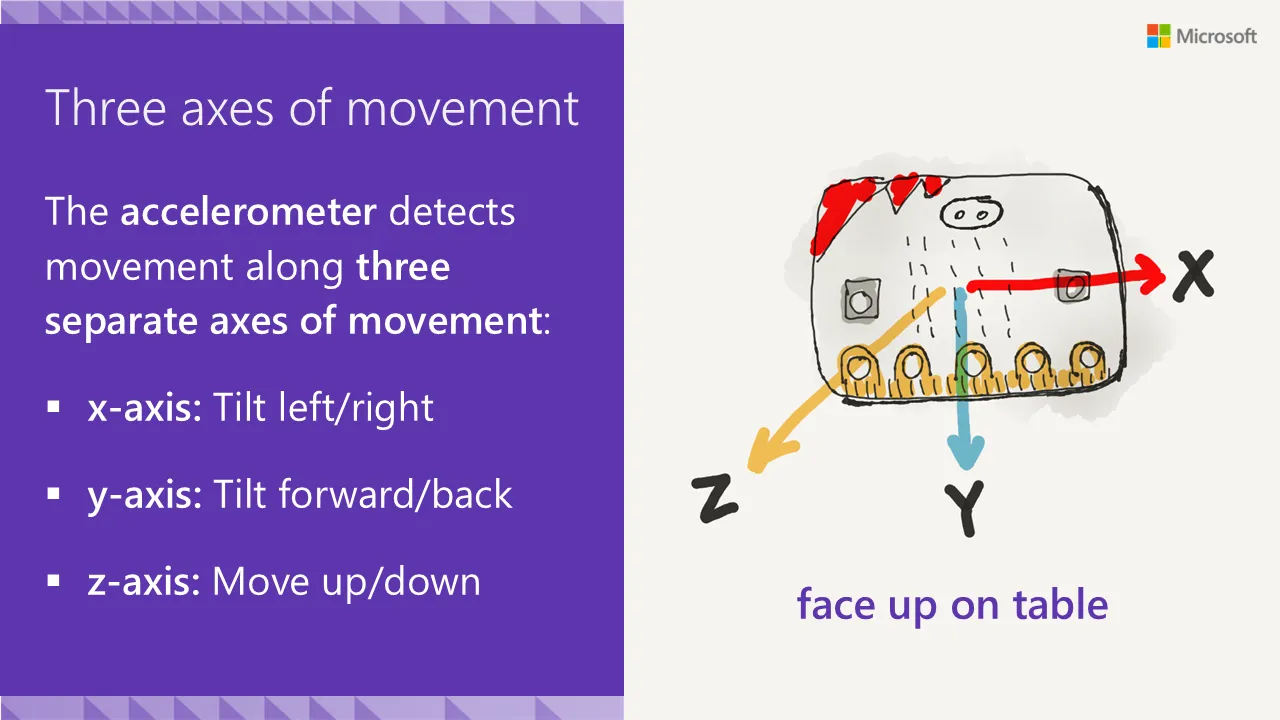 Microsoft
Three axes of movement
The accelerometer detects
movement along three
separate axes of movement:
▪ x-axis: Tilt left/right
▪ y-axis: Tilt forward/back
▪ z-axis: Move up/down
X
Z
Y
face up on table